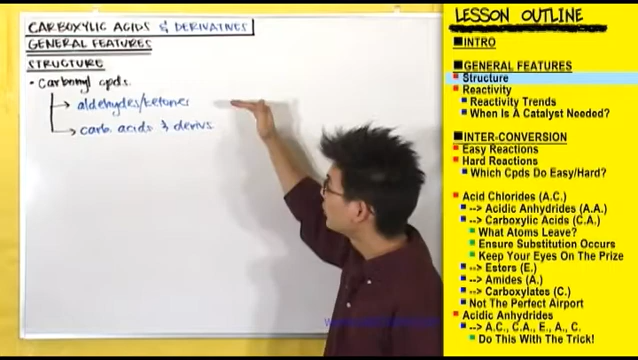 CARBOXYLIC ACIDS & DERIVATIVES
GENERAL FEATURES
STRUCTURE
• Carbonyl cpds.
→ aldehydes/ketones
→ carb. acids & derivs
LESSON OUTLINE
INTRO
GENERAL FEATURES
Structure
Reactivity
Reactivity Trends
When Is A Catalyst Needed?
INTER-CONVERSION
Easy Reactions
Hard Reactions
Which Cpds Do Easy/Hard?
Acid Chlorides (A.C.)
--> Acidic Anhydrides (A.A.)
--> Carboxylic Acids (C.A.)
What Atoms Leave?
Ensure Substitution Occurs
Keep Your Eyes On The Prize
--> Esters (E.)
--> Amides (A.)
--> Carboxylates (C.)
Not The Perfect Airport
Acidic Anhydrides
--> A.C., C.A., E., A., C.
Do This With The Trick!